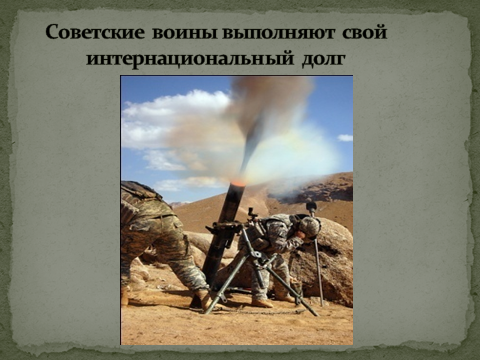 Советские воины выполняют свой
интернациональный долг